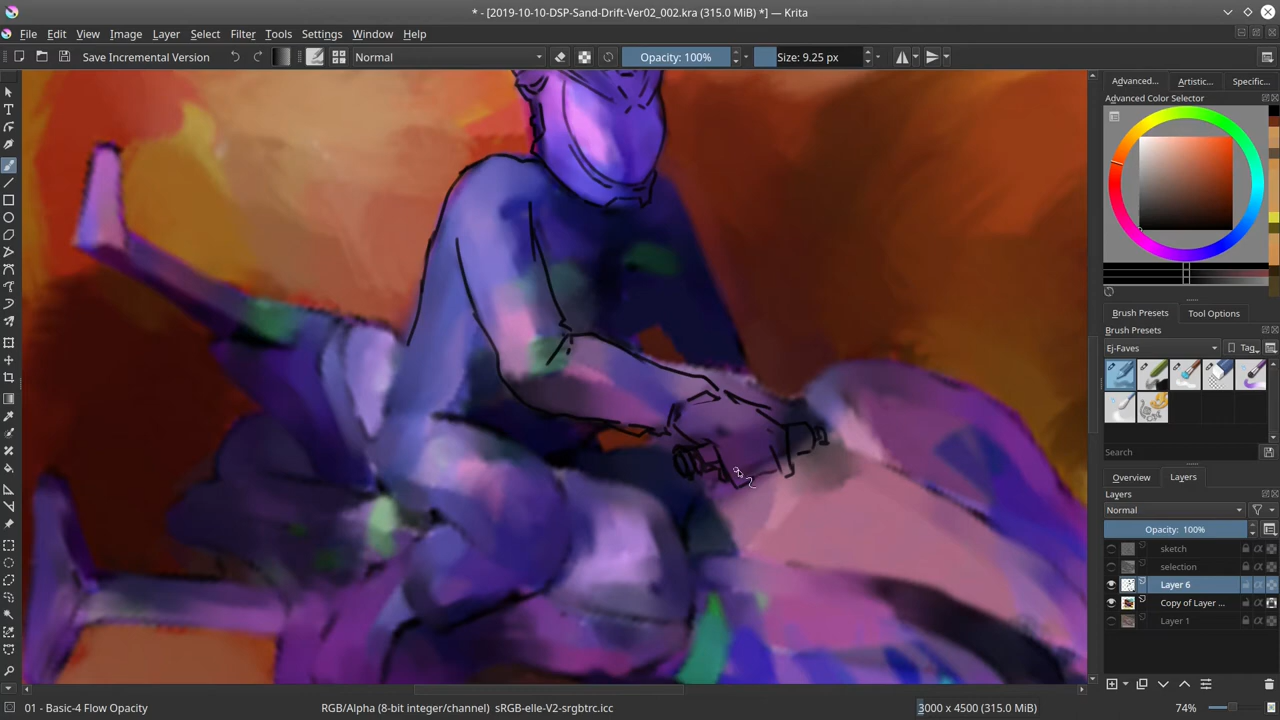 * - [2019-10-10-DSP-Sand-Drift-Ver02_002.kra (315.0 MiB) *] — Krita
File Edit View Image Layer Select Filter Tools Settings Window Help
Save Incremental Version Normal Opacity: 100% Size: 9.25 px
Advanced... Artistic... Specific...
Advanced Color Selector
Brush Presets Tool Options
Brush Presets
Ej-Faves Tag
Search
Overview Layers
Layers
Normal
Opacity: 100%
sketch
selection
Layer 6
Copy of Layer ...
Layer 1
01 - Basic-4 Flow Opacity RGB/Alpha (8-bit integer/channel) sRGB-elle-V2-srgbtrc.icc 3000 x 4500 (315.0 MiB) 74%